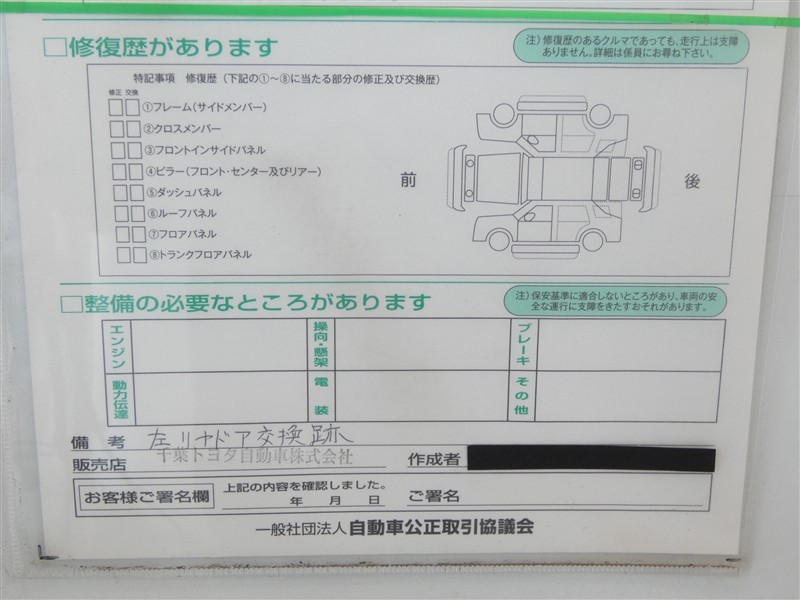 □修復歴があります
注）修復歴のあるクルマであっても、走行上は支障
ありません。詳細は係員にお尋ね下さい。
特記事項　修復歴（下記の①～⑧に当たる部分の修正及び交換歴）
修正 交換
①フレーム（サイドメンバー）
②クロスメンバー
③フロントインサイドパネル
④ピラー（フロント・センター及びリアー）
⑤ダッシュパネル
⑥ルーフパネル
⑦フロアパネル
⑧トランクフロアパネル
前
後
□整備の必要なところがあります
注）保安基準に適合しないところがあり、車両の安
全な運行に支障をきたすおそれがあります。
エンジン
操向・懸架
ブレーキ
動力伝達
電装
その他
備考 左リヤドア交換跡
販売店 千葉トヨタ自動車株式会社 作成者
お客様ご署名欄
上記の内容を確認しました。
年 月 日 ご署名
一般社団法人 自動車公正取引協議会